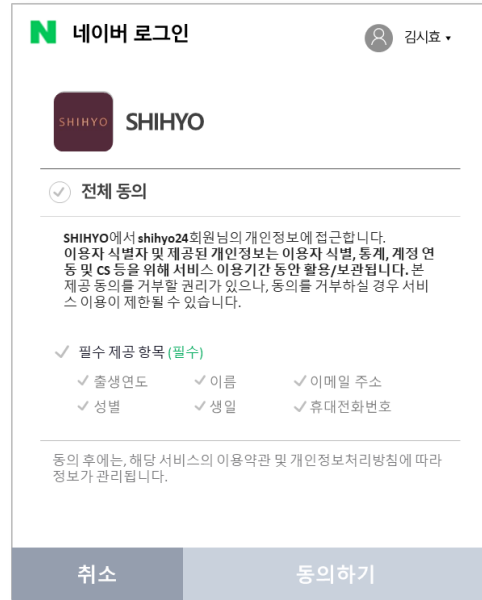 N 네이버 로그인
김시효
SHIHYO
SHIHYO
전체 동의
SHIHYO에서 shihyo24회원님의 개인정보에 접근합니다.
이용자 식별자 및 제공된 개인정보는 이용자 식별, 통계, 계정 연
동 및 CS 등을 위해 서비스 이용기간 동안 활용/보관됩니다. 본
제공 동의를 거부할 권리가 있으나, 동의를 거부하실 경우 서비
스 이용이 제한될 수 있습니다.
필수 제공 항목 (필수)
출생연도 이름 이메일 주소
성별 생일 휴대전화번호
동의 후에는, 해당 서비스의 이용약관 및 개인정보처리방침에 따라
정보가 관리됩니다.
취소 동의하기